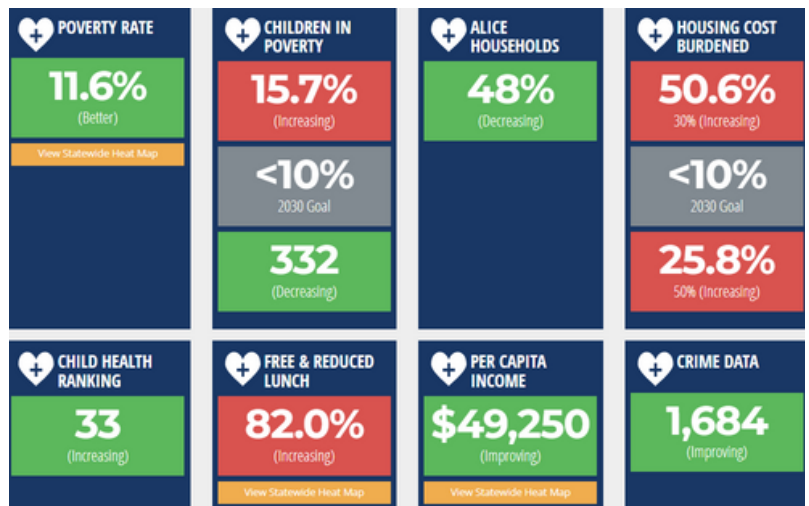 POVERTY RATE
11.6%
(Better)
View Statewide Heat Map
CHILDREN IN
POVERTY
15.7%
(Increasing)
<10%
2030 Goal
332
(Decreasing)
ALICE
HOUSEHOLDS
48%
(Decreasing)
HOUSING COST
BURDENED
50.6%
30% (Increasing)
<10%
2030 Goal
25.8%
50% (Increasing)
CHILD HEALTH
RANKING
33
(Increasing)
FREE & REDUCED
LUNCH
82.0%
(Increasing)
View Statewide Heat Map
PER CAPITA
INCOME
$49,250
(Improving)
View Statewide Heat Map
CRIME DATA
1,684
(Improving)